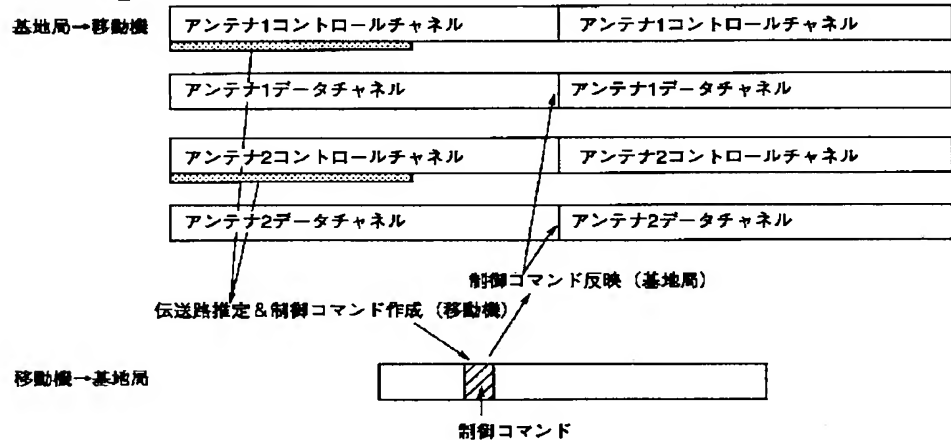 基地局→移動機
アンテナ1コントロールチャネル アンテナ1コントロールチャネル
アンテナ1データチャネル アンテナ1データチャネル
アンテナ2コントロールチャネル アンテナ2コントロールチャネル
アンテナ2データチャネル アンテナ2データチャネル
制御コマンド反映（基地局）
伝送路推定＆制御コマンド作成（移動機）
移動機→基地局
制御コマンド